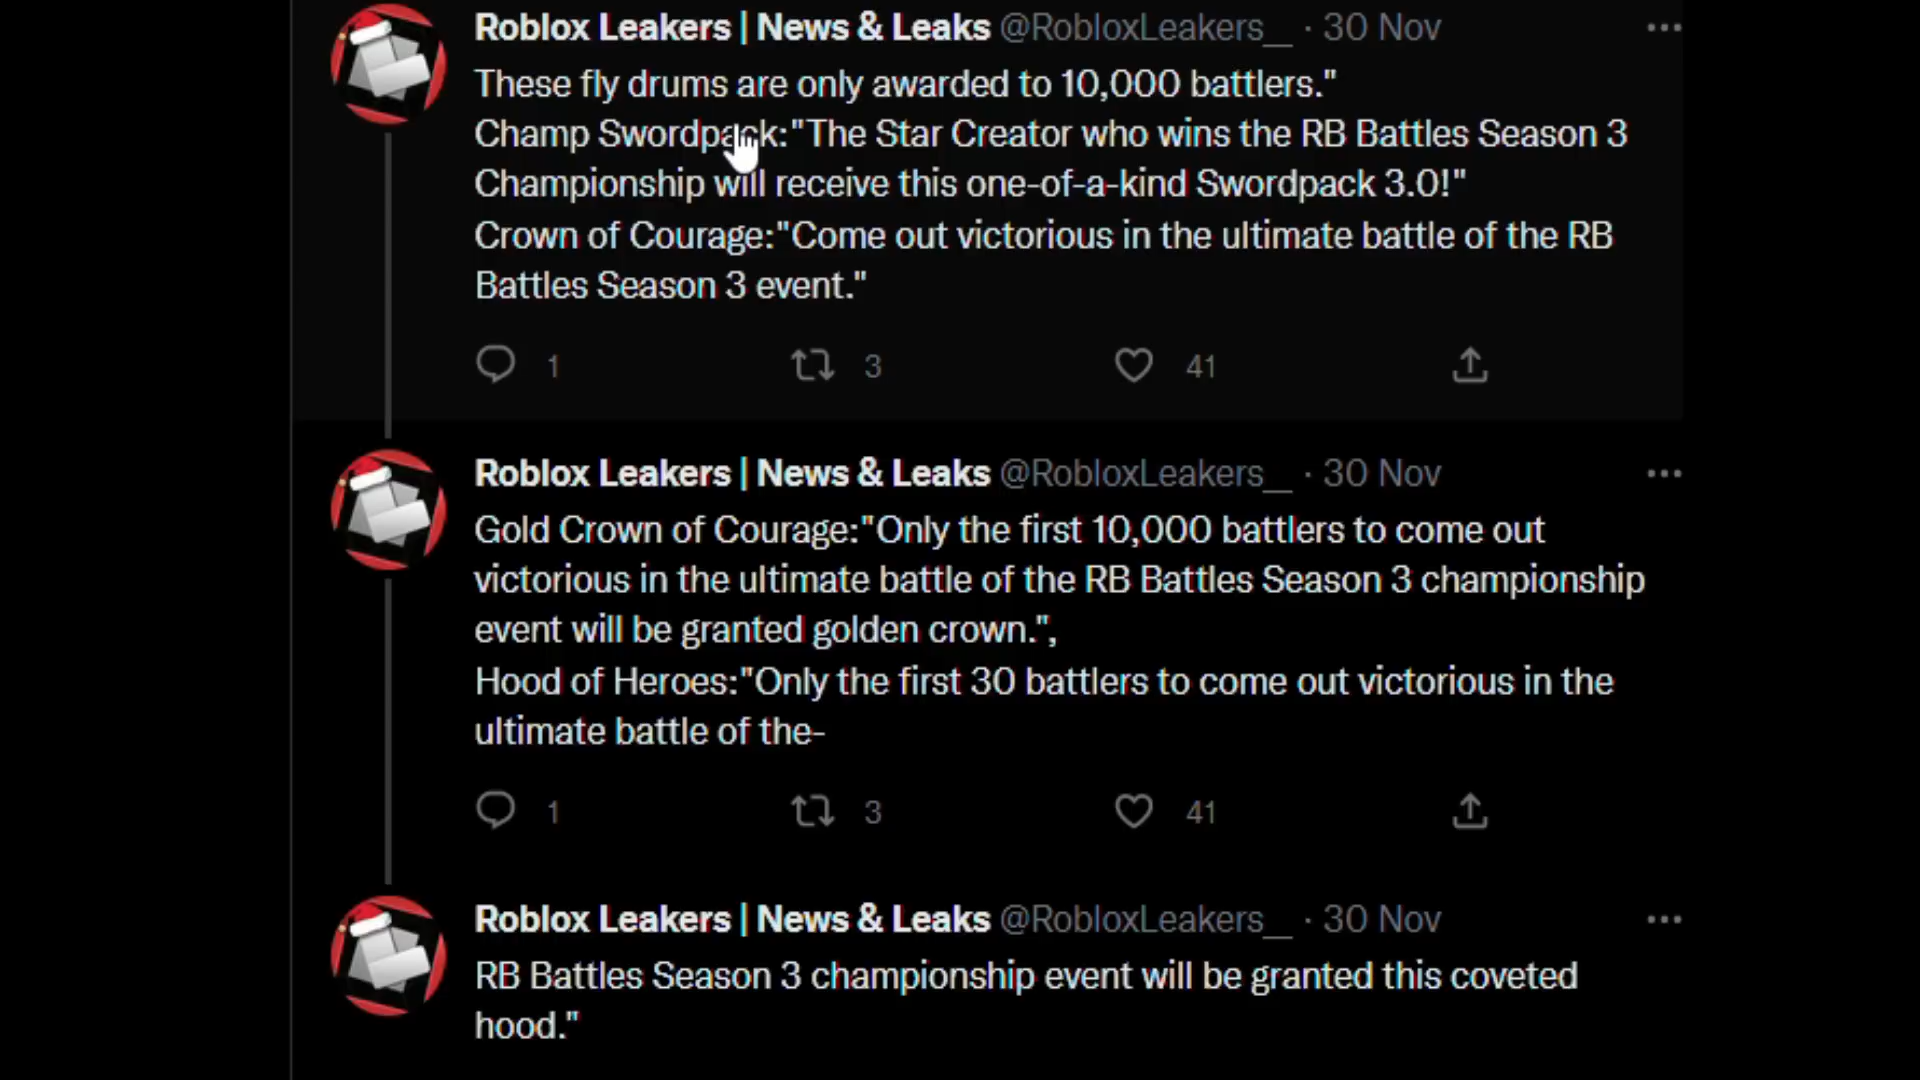 Roblox Leakers | News & Leaks @RobloxLeakers__ · 30 Nov
These fly drums are only awarded to 10,000 battlers."
Champ Swordpack:"The Star Creator who wins the RB Battles Season 3
Championship will receive this one-of-a-kind Swordpack 3.0!"
Crown of Courage:"Come out victorious in the ultimate battle of the RB
Battles Season 3 event."
1 3 41
Roblox Leakers | News & Leaks @RobloxLeakers__ · 30 Nov
Gold Crown of Courage:"Only the first 10,000 battlers to come out
victorious in the ultimate battle of the RB Battles Season 3 championship
event will be granted golden crown.",
Hood of Heroes:"Only the first 30 battlers to come out victorious in the
ultimate battle of the-
1 3 41
Roblox Leakers | News & Leaks @RobloxLeakers__ · 30 Nov
RB Battles Season 3 championship event will be granted this coveted
hood."